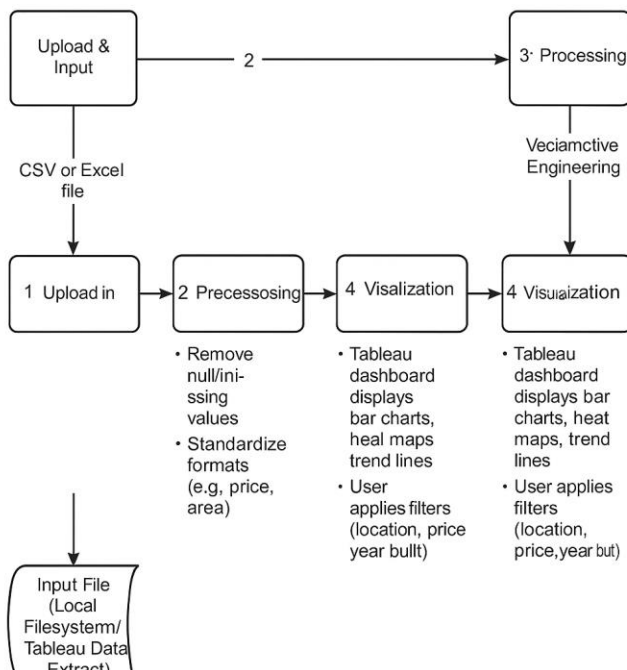 Upload &
Input
2
3· Processing
CSV or Excel
file
Veciamctive
Engineering
1 Upload in
2 Precessosing
4 Visalization
4 Visuization
• Remove
null/ini-
ssing
values
• Standardize
formats
(e.g, price,
area)
• Tableau
dashboard
displays
bar charts,
heal maps
trend lines
• User
applies filters
(location, price
year bullt)
• Tableau
dashboard
displays bar
charts, heat
maps, trend
lines
• User applies
filters
(location,
price,year but)
Input File
(Local
Filesysterm/
Tableau Data
Extract)